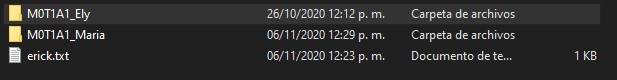 M0T1A1_Ely 26/10/2020 12:12 p. m. Carpeta de archivos
M0T1A1_Maria 06/11/2020 12:29 p. m. Carpeta de archivos
erick.txt 06/11/2020 12:23 p. m. Documento de te... 1 KB